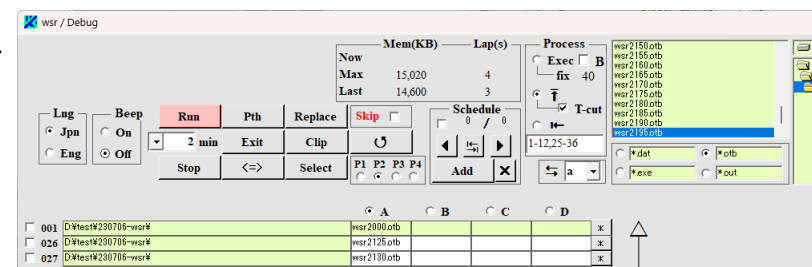 wsr / Debug
Mem(KB) Lap(s)
Now
Max 15,020 4
Last 14,600 3
Process
Exec B
fix 40
T
T-cut
1-12,25-36
a
wsr2150.otb
wsr2155.otb
wsr2160.otb
wsr2165.otb
wsr2170.otb
wsr2175.otb
wsr2180.otb
wsr2185.otb
wsr2190.otb
wsr2195.otb
*.dat *.otb
*.exe *.out
Lng Beep
Jpn On
Eng Off
Run Pth Replace Skip
2 min Exit Clip
Stop <=> Select P1 P2 P3 P4
Schedule
0 / 0
Add X
A B C D
001 D:¥test¥230706-wsr¥ wsr2000.otb x
026 D:¥test¥230706-wsr¥ wsr2125.otb x
027 D:¥test¥230706-wsr¥ wsr2130.otb x